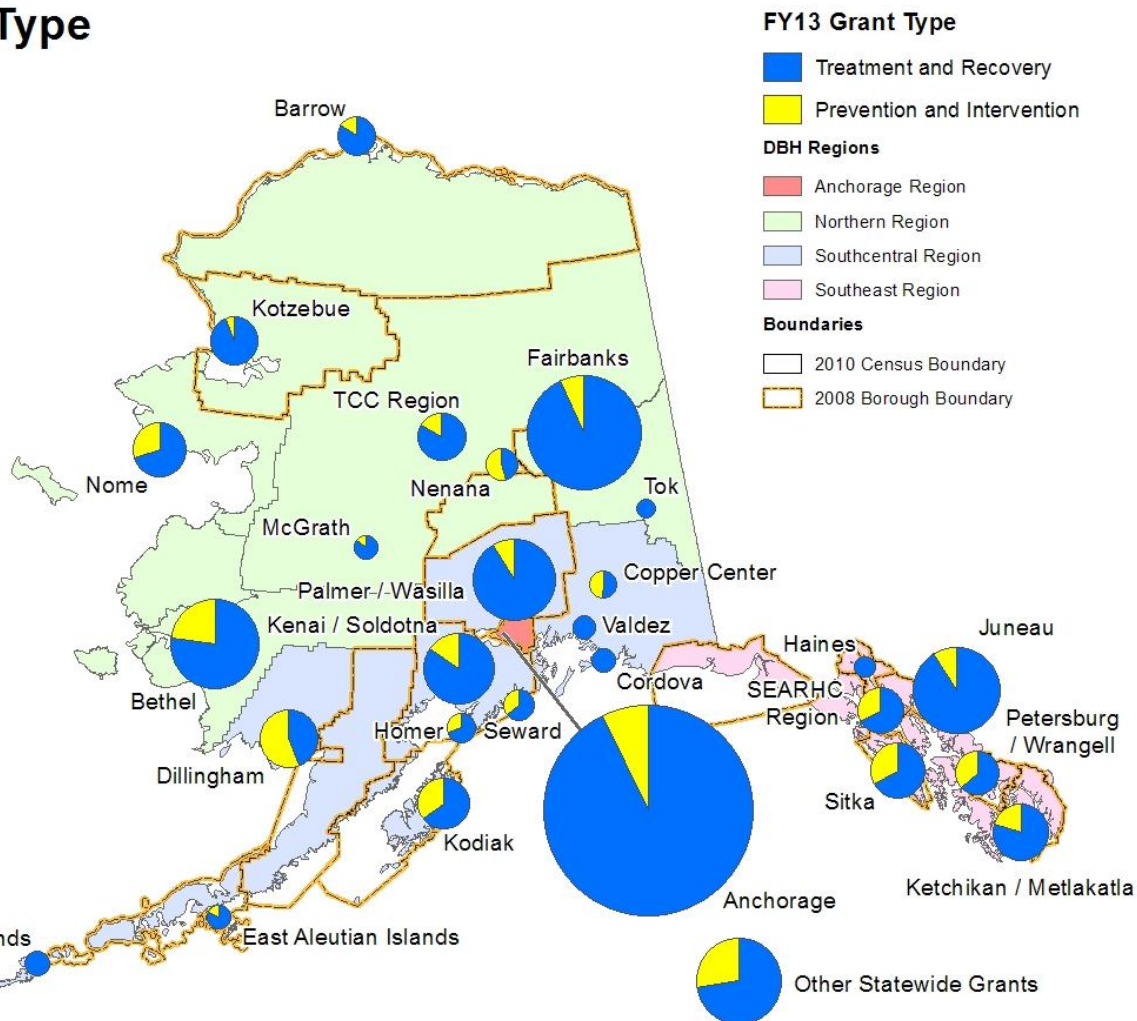 Type
FY13 Grant Type
Treatment and Recovery
Prevention and Intervention
DBH Regions
Anchorage Region
Northern Region
Southcentral Region
Southeast Region
Boundaries
2010 Census Boundary
2008 Borough Boundary
Barrow
Kotzebue
Fairbanks
TCC Region
Nome
Nenana
Tok
McGrath
Copper Center
Palmer / Wasilla
Kenai / Soldotna
Valdez
Haines
Juneau
Bethel
Cordova
SEARHC
Region
Homer
Seward
Petersburg
/ Wrangell
Dillingham
Sitka
Kodiak
Ketchikan / Metlakatla
Anchorage
nds
East Aleutian Islands
Other Statewide Grants